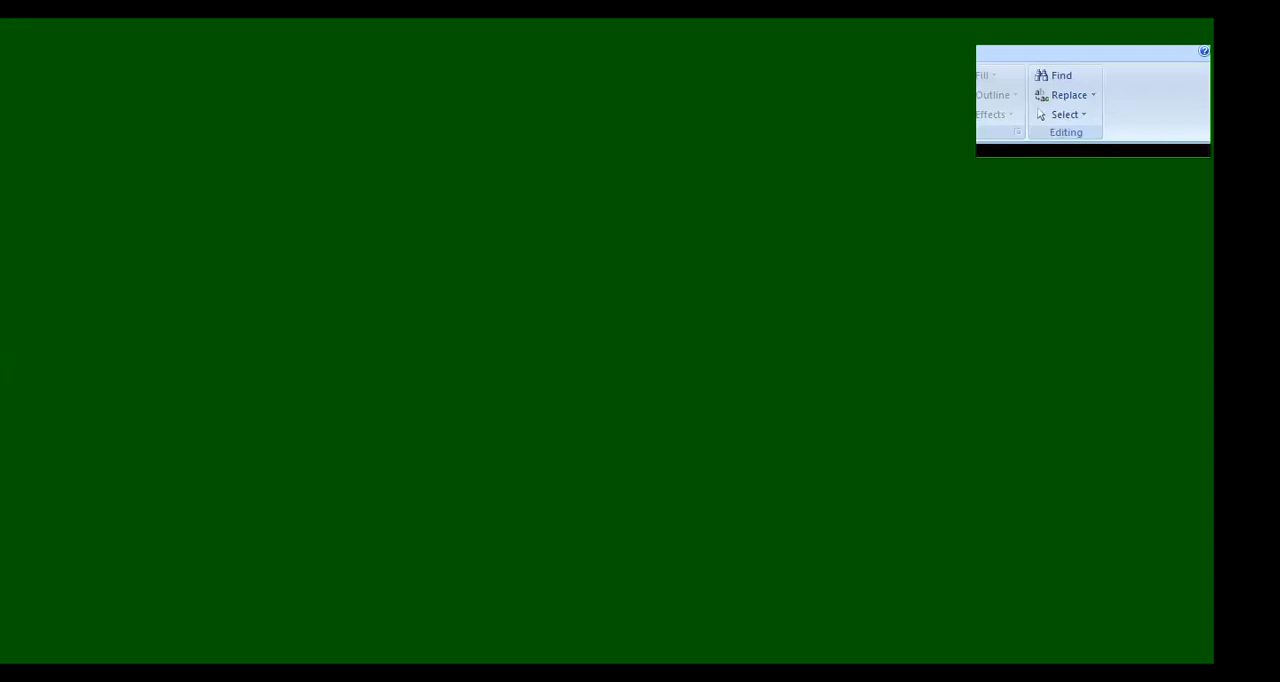 Fill
Find
Outline
Replace
Effects
Select
Editing